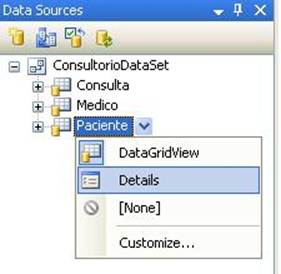 Data Sources
ConsultorioDataSet
Consulta
Medico
Paciente
DataGridView
Details
[None]
Customize...